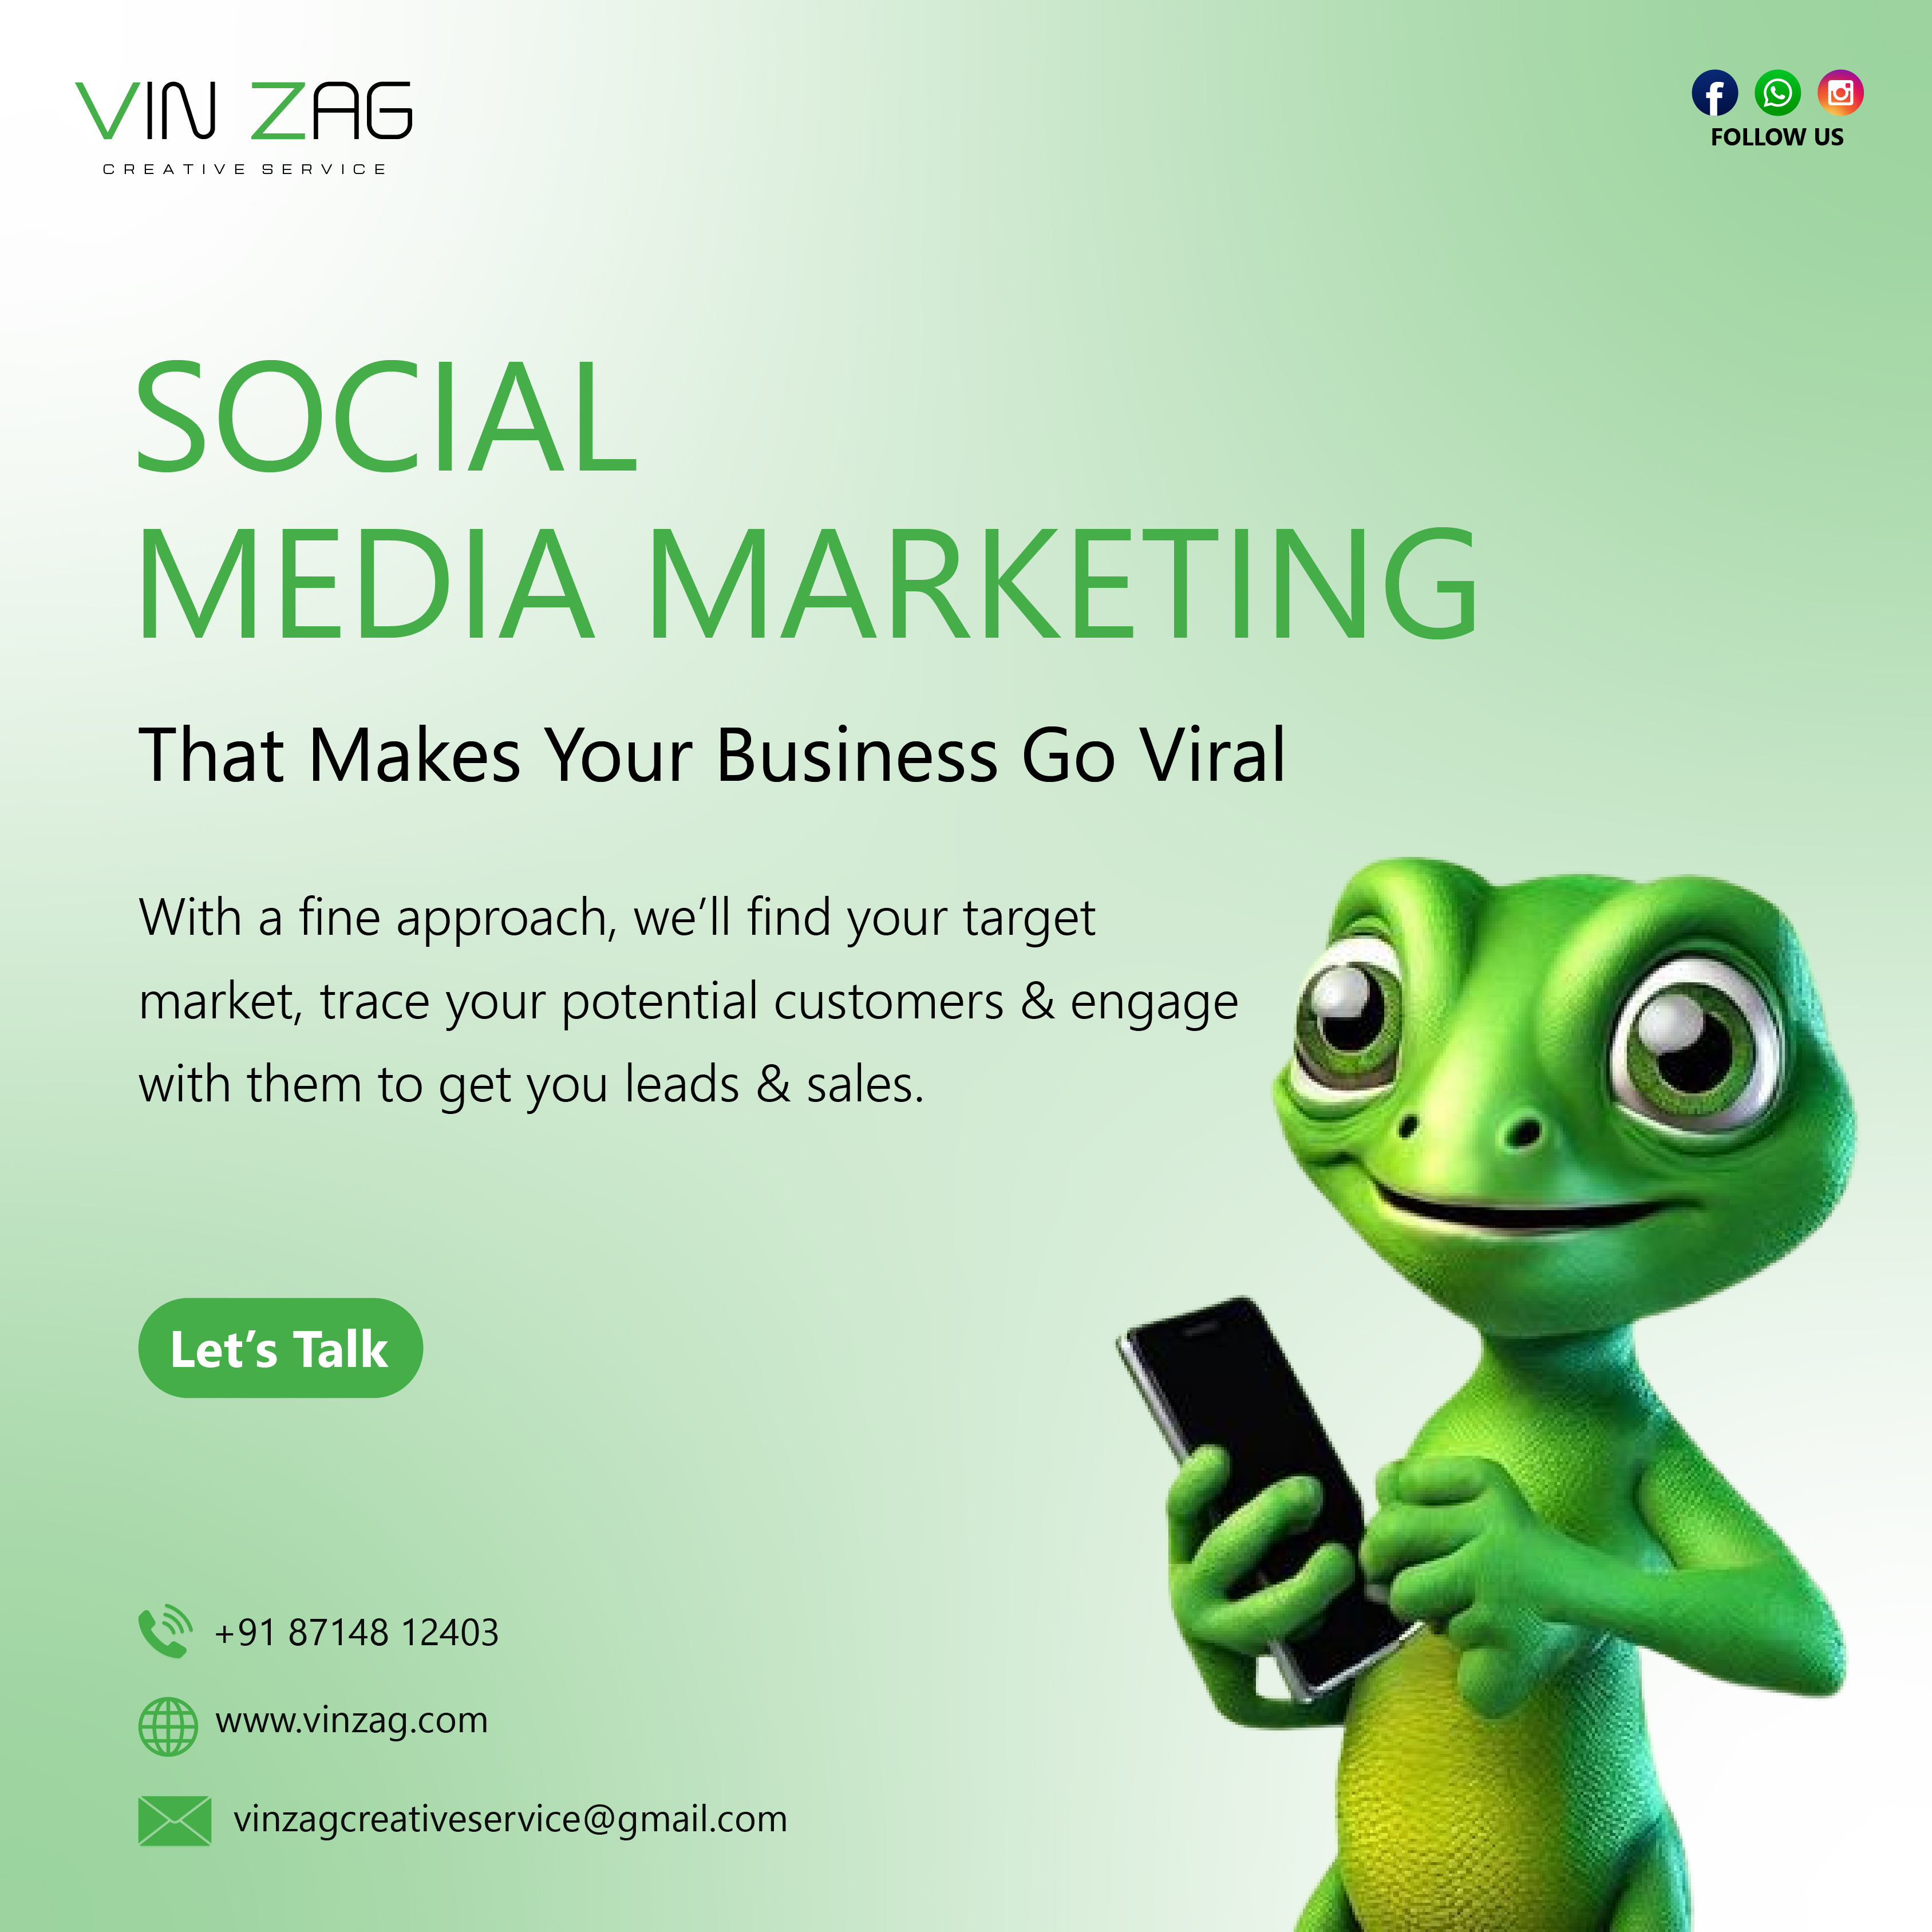 VIN ZAG
CREATIVE SERVICE
FOLLOW US
SOCIAL
MEDIA MARKETING
That Makes Your Business Go Viral
With a fine approach, we’ll find your target
market, trace your potential customers & engage
with them to get you leads & sales.
Let’s Talk
+91 87148 12403
www.vinzag.com
vinzagcreativeservice@gmail.com